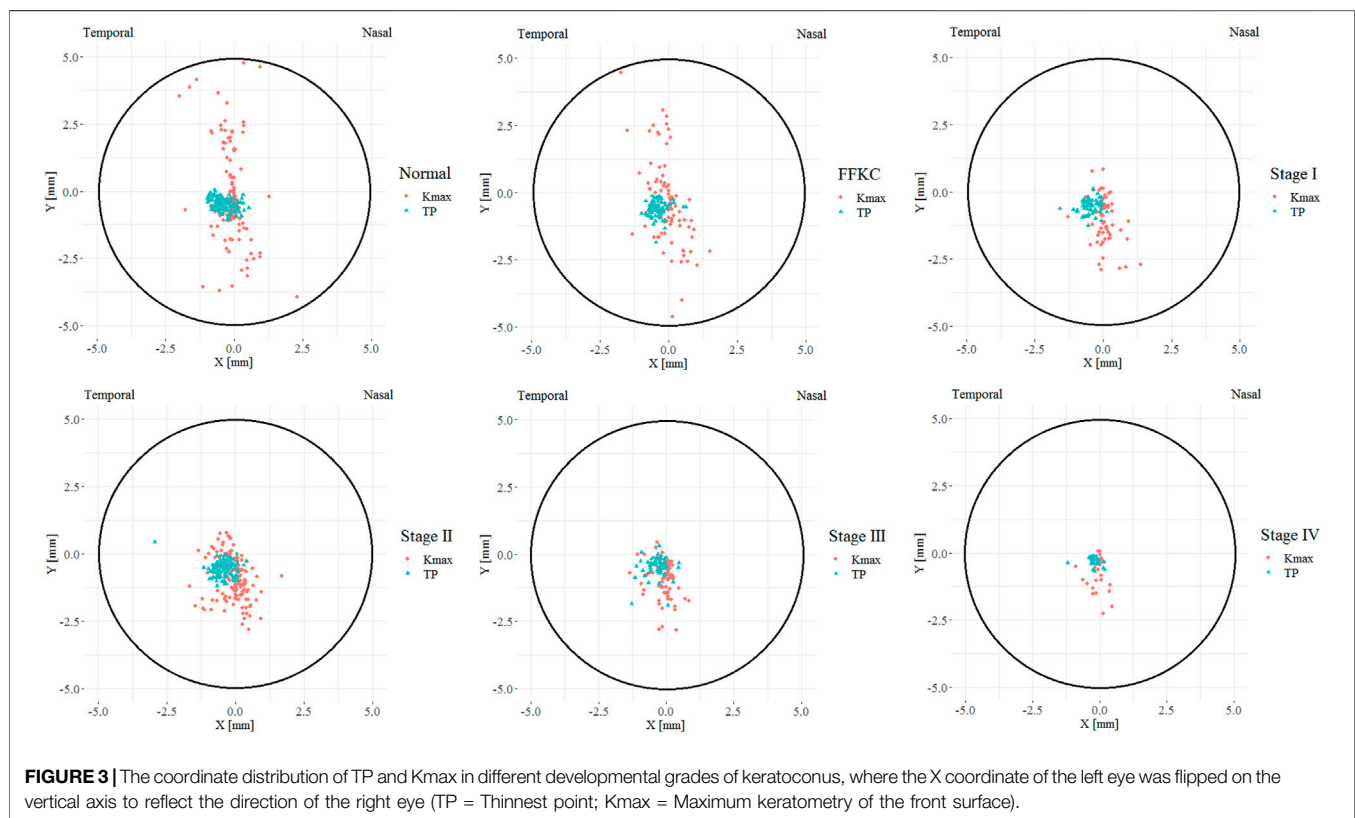 Temporal Nasal Temporal Nasal Temporal Nasal
5.0 5.0 5.0
2.5 2.5 2.5
Normal FFKC Stage I
Y [mm] 0.0 Kmax Y [mm] 0.0 Kmax Y [mm] 0.0 Kmax
TP TP TP
-2.5 -2.5 -2.5
-5.0 -5.0 -5.0
-5.0 -2.5 0.0 2.5 5.0 -5.0 -2.5 0.0 2.5 5.0 -5.0 -2.5 0.0 2.5 5.0
X [mm] X [mm] X [mm]
Temporal Nasal Temporal Nasal Temporal Nasal
5.0 5.0 5.0
2.5 2.5 2.5
Stage II Stage III Stage IV
Y [mm] 0.0 Kmax Y [mm] 0.0 Kmax Y [mm] 0.0 Kmax
TP TP TP
-2.5 -2.5 -2.5
-5.0 -5.0 -5.0
-5.0 -2.5 0.0 2.5 5.0 -5.0 -2.5 0.0 2.5 5.0 -5.0 -2.5 0.0 2.5 5.0
X [mm] X [mm] X [mm]
FIGURE 3 | The coordinate distribution of TP and Kmax in different developmental grades of keratoconus, where the X coordinate of the left eye was flipped on the
vertical axis to reflect the direction of the right eye (TP = Thinnest point; Kmax = Maximum keratometry of the front surface).